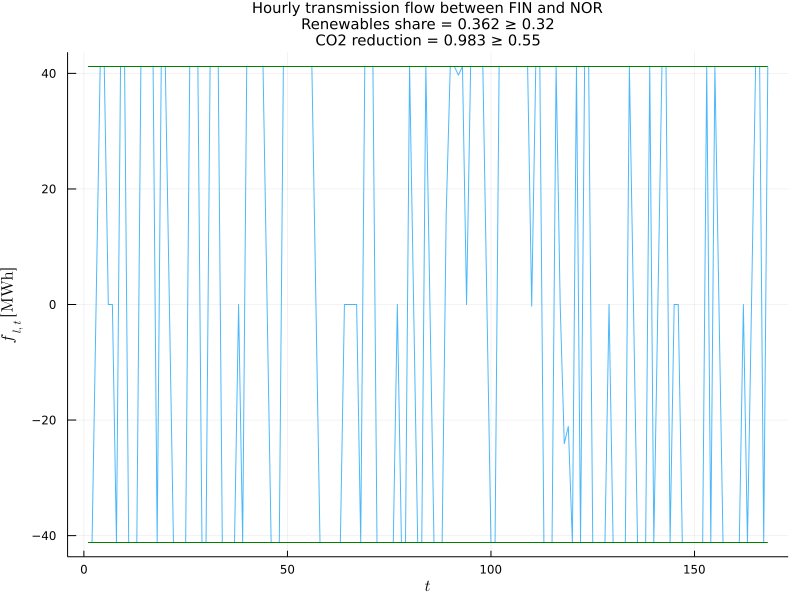 Hourly transmission flow between FIN and NOR
Renewables share = 0.362 ≥ 0.32
CO2 reduction = 0.983 ≥ 0.55
40
20
0
−20
−40
f l,t [MWh]
0
50
100
150
t